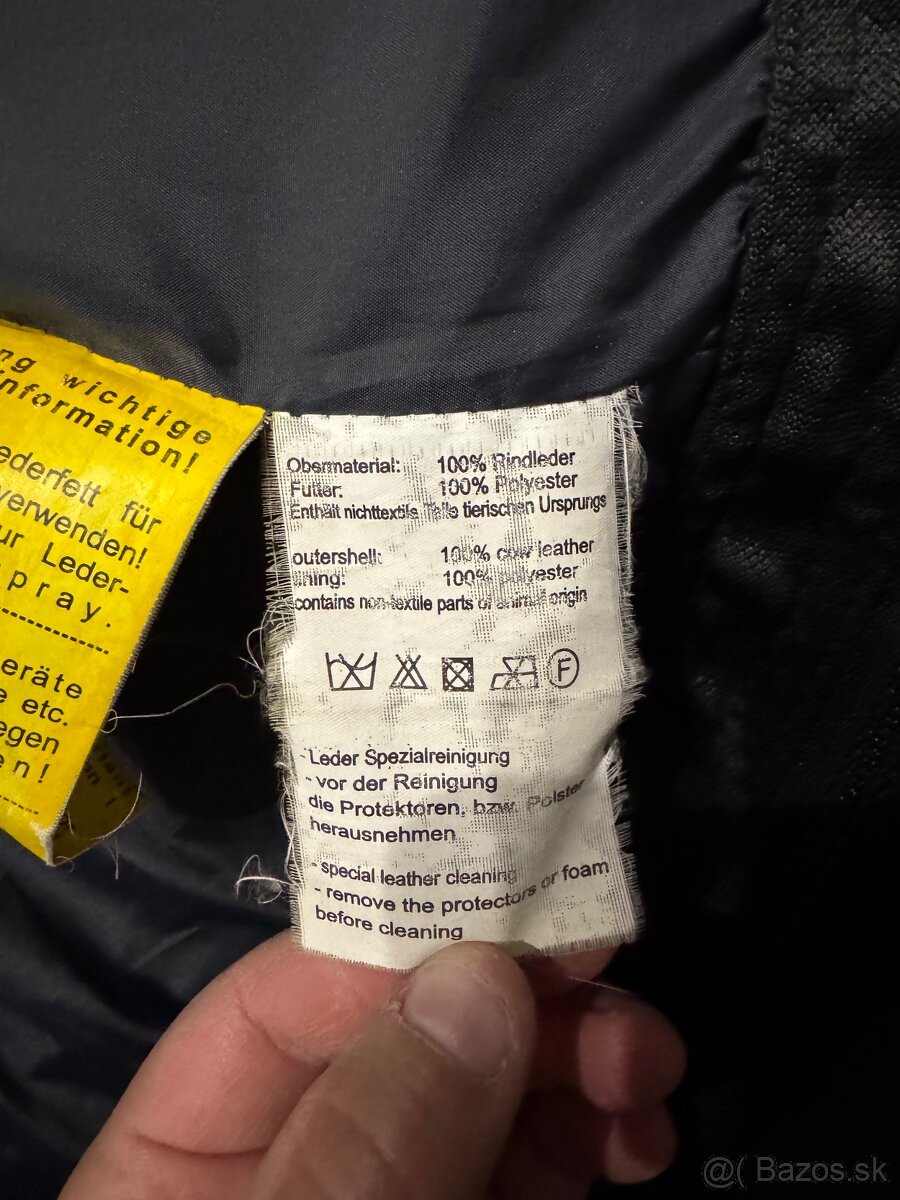 wichtige
nformation!
ederfett für
verwenden!
ur Leder-
pray.
eräte
e etc.
egen
en!
Obermaterial: 100% Rindleder
Futter: 100% Polyester
Enthält nichttextile Teile tierischen Ursprungs
outershell: 100% cow leather
lining: 100% polyester
contains non-textile parts of animal origin
F
- Leder Spezialreinigung
- vor der Reinigung
die Protektoren, bzw. Polster
herausnehmen
- special leather cleaning
- remove the protectors or foam
before cleaning
@( Bazos.sk